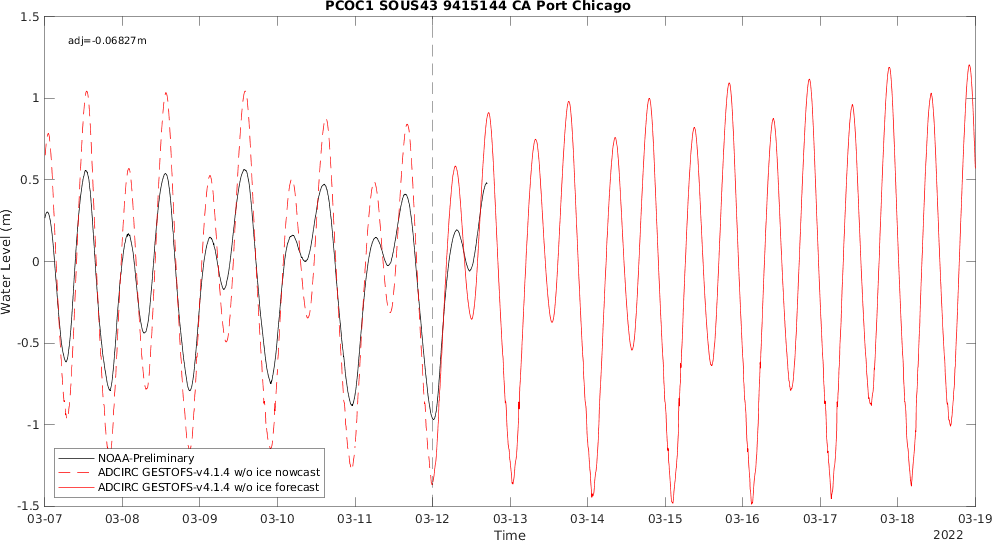 PCOC1 SOUS43 9415144 CA Port Chicago
adj=-0.06827m
1.5
1
0.5
0
-0.5
-1
-1.5
Water Level (m)
NOAA-Preliminary
ADCIRC GESTOFS-v4.1.4 w/o ice nowcast
ADCIRC GESTOFS-v4.1.4 w/o ice forecast
03-07 03-08 03-09 03-10 03-11 03-12 03-13 03-14 03-15 03-16 03-17 03-18 03-19
Time
2022